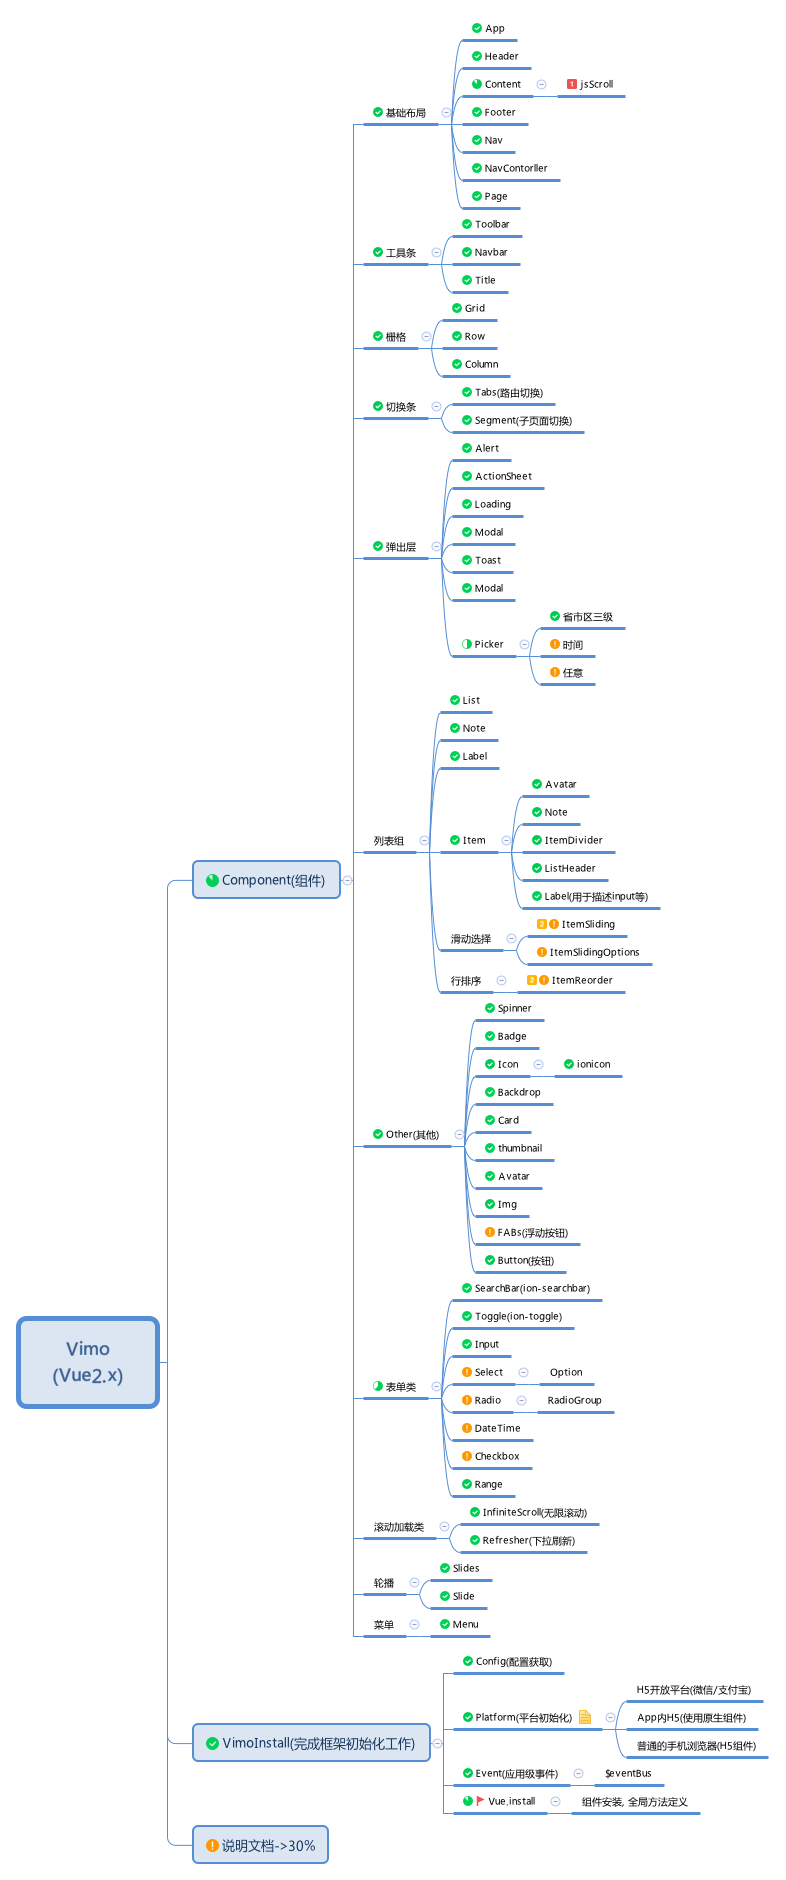 Vimo
(Vue2.x)
Component(组件)
基础布局
App
Header
Content
1 jsScroll
Footer
Nav
NavContorller
Page
工具条
Toolbar
Navbar
Title
栅格
Grid
Row
Column
切换条
Tabs(路由切换)
Segment(子页面切换)
弹出层
Alert
ActionSheet
Loading
Modal
Toast
Modal
Picker
省市区三级
时间
任意
列表组
List
Note
Label
Item
Avatar
Note
ItemDivider
ListHeader
Label(用于描述input等)
滑动选择
2 ItemSliding
ItemSlidingOptions
行排序
2 ItemReorder
Other(其他)
Spinner
Badge
Icon
ionicon
Backdrop
Card
thumbnail
Avatar
Img
FABs(浮动按钮)
Button(按钮)
表单类
SearchBar(ion-searchbar)
Toggle(ion-toggle)
Input
Select
Option
Radio
RadioGroup
DateTime
Checkbox
Range
滚动加载类
InfiniteScroll(无限滚动)
Refresher(下拉刷新)
轮播
Slides
Slide
菜单
Menu
VimoInstall(完成框架初始化工作)
Config(配置获取)
Platform(平台初始化)
H5开放平台(微信/支付宝)
App内H5(使用原生组件)
普通的手机浏览器(H5组件)
Event(应用级事件)
$eventBus
Vue.install
组件安装, 全局方法定义
说明文档->30%